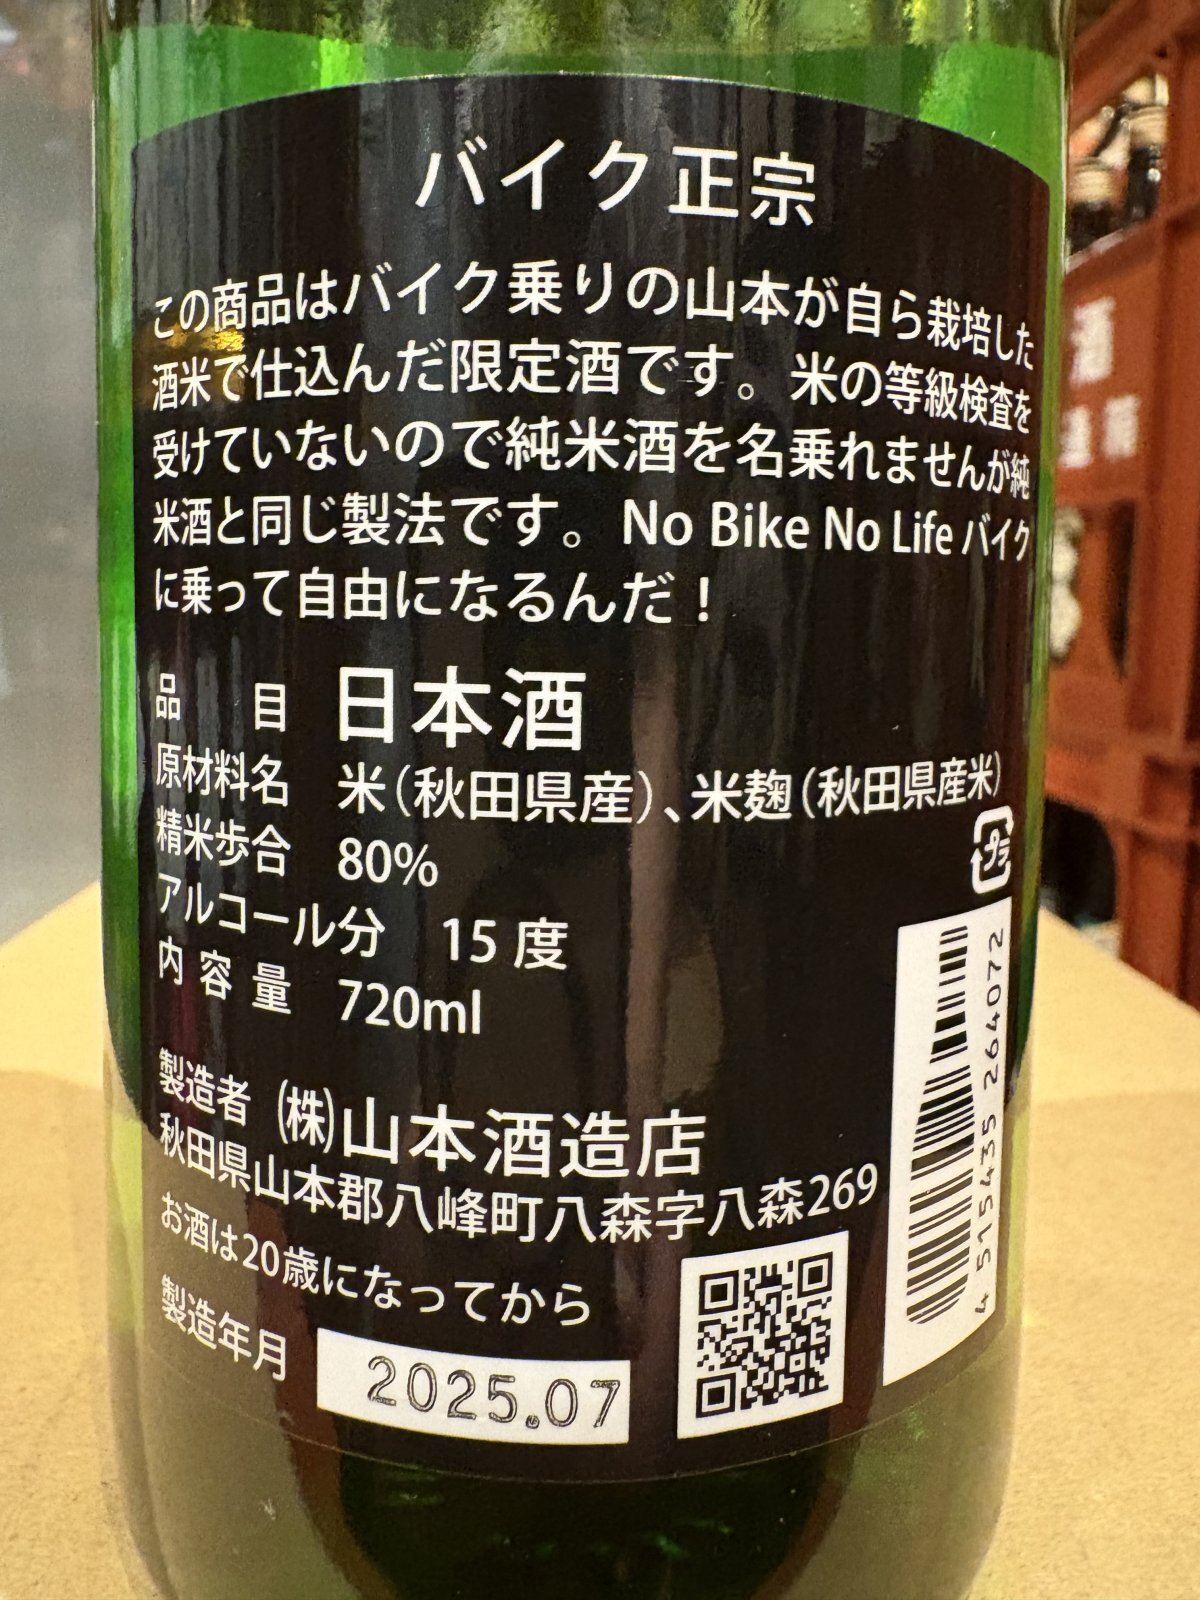 バイク正宗
この商品はバイク乗りの山本が自ら栽培した
酒米で仕込んだ限定酒です。米の等級検査を
受けていないので純米酒を名乗れませんが純
米酒と同じ製法です。No Bike No Life バイク
に乗って自由になるんだ！
品　目　日本酒
原材料名　米（秋田県産）、米麹（秋田県産米）
プラ
精米歩合　80%
アルコール分　15度
内容量　720ml
製造者　(株)山本酒造店
秋田県山本郡八峰町八森字八森269
お酒は20歳になってから
製造年月　2025.07
4 515435 264072
酒